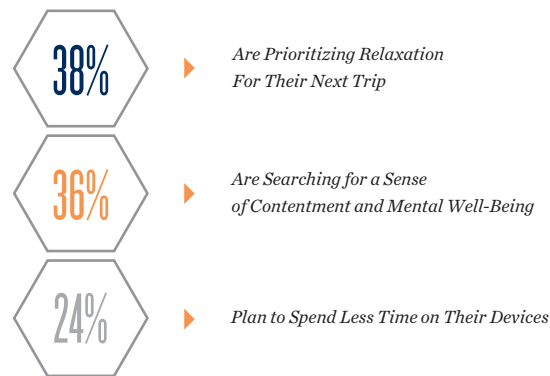 38%
Are Prioritizing Relaxation
For Their Next Trip
36%
Are Searching for a Sense
of Contentment and Mental Well-Being
24%
Plan to Spend Less Time on Their Devices